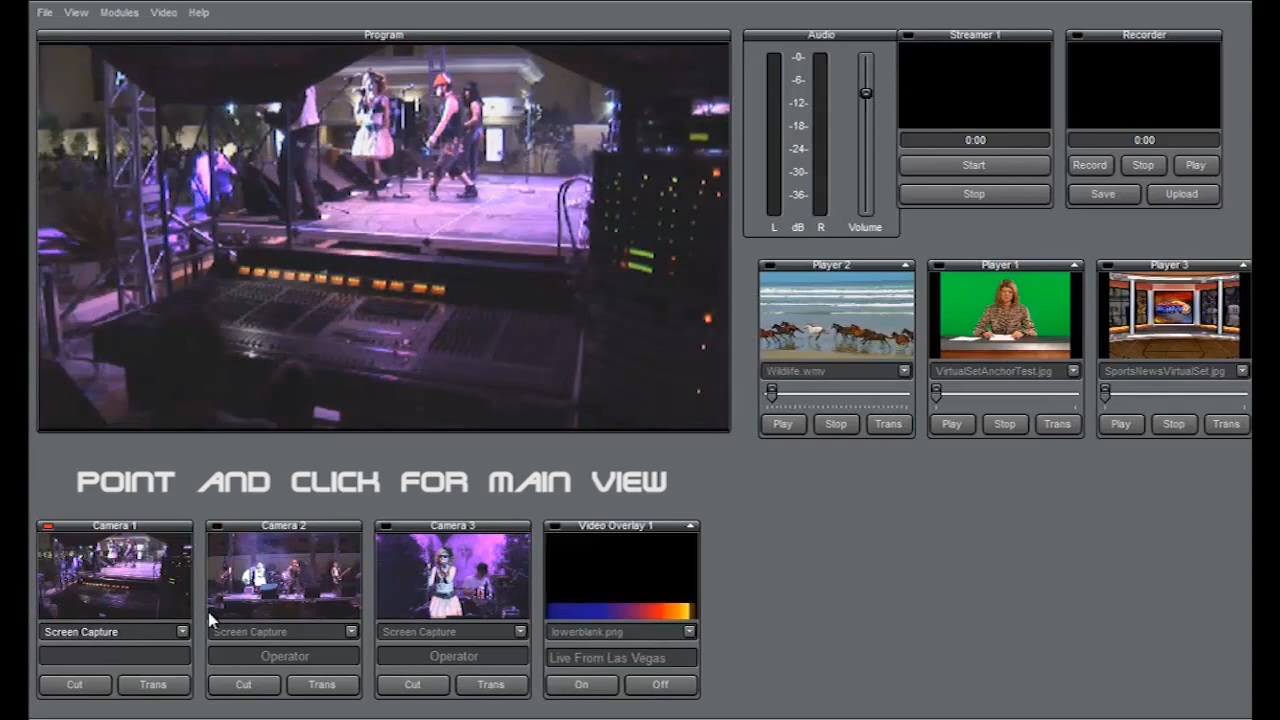 File View Modules Video Help
Program
Audio
Streamer 1
Recorder
-0-
-6-
-12-
-18-
-24-
-30-
-36-
L dB R Volume
0:00
Start
Stop
0:00
Record Stop Play
Save Upload
Player 2
Wildlife.wmv
Play Stop Trans
Player 1
VirtualSetAnchorTest.jpg
Play Stop Trans
Player 3
SportsNewsVirtualSet.jpg
Play Stop Trans
POINT AND CLICK FOR MAIN VIEW
Camera 1
Screen Capture
Cut Trans
Camera 2
Screen Capture
Operator
Cut Trans
Camera 3
Screen Capture
Operator
Cut Trans
Video Overlay 1
lowerblank.png
Live From Las Vegas
On Off